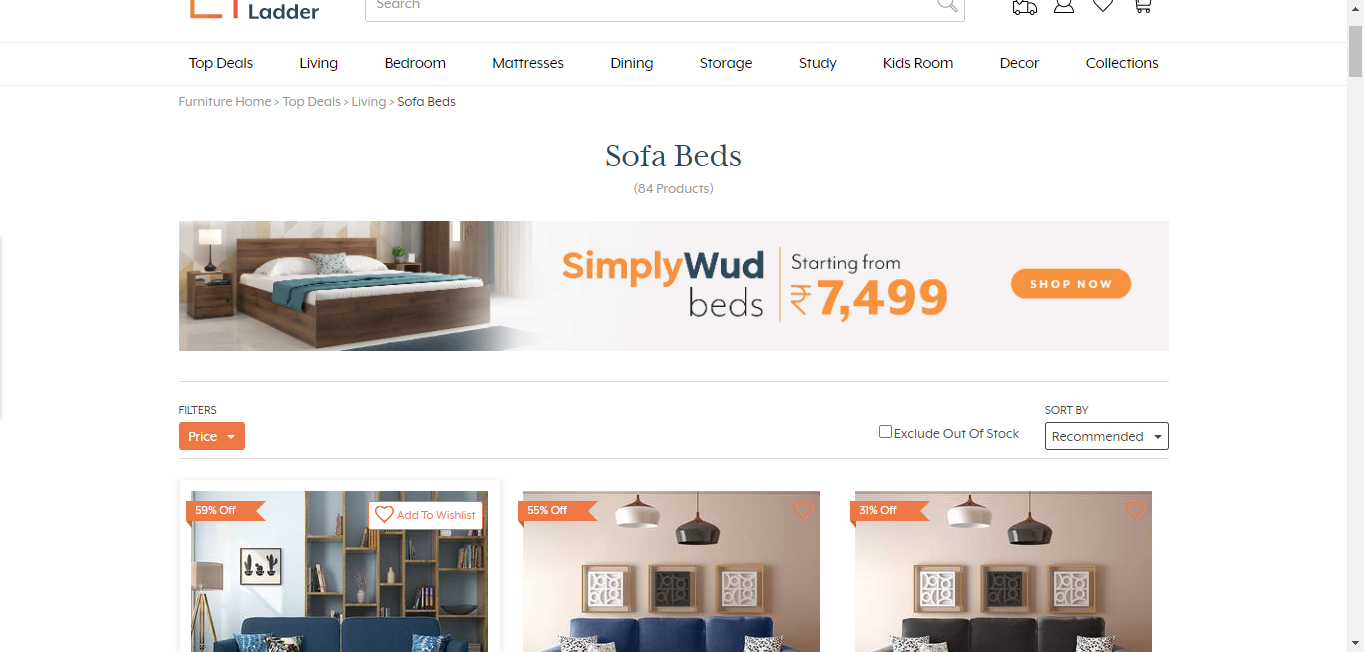 Ladder
Search
Top Deals Living Bedroom Mattresses Dining Storage Study Kids Room Decor Collections
Furniture Home > Top Deals > Living > Sofa Beds
Sofa Beds
(84 Products)
SimplyWud
beds
Starting from
₹7,499
SHOP NOW
FILTERS
Price
Exclude Out Of Stock
SORT BY
Recommended
59% Off
Add To Wishlist
55% Off
31% Off